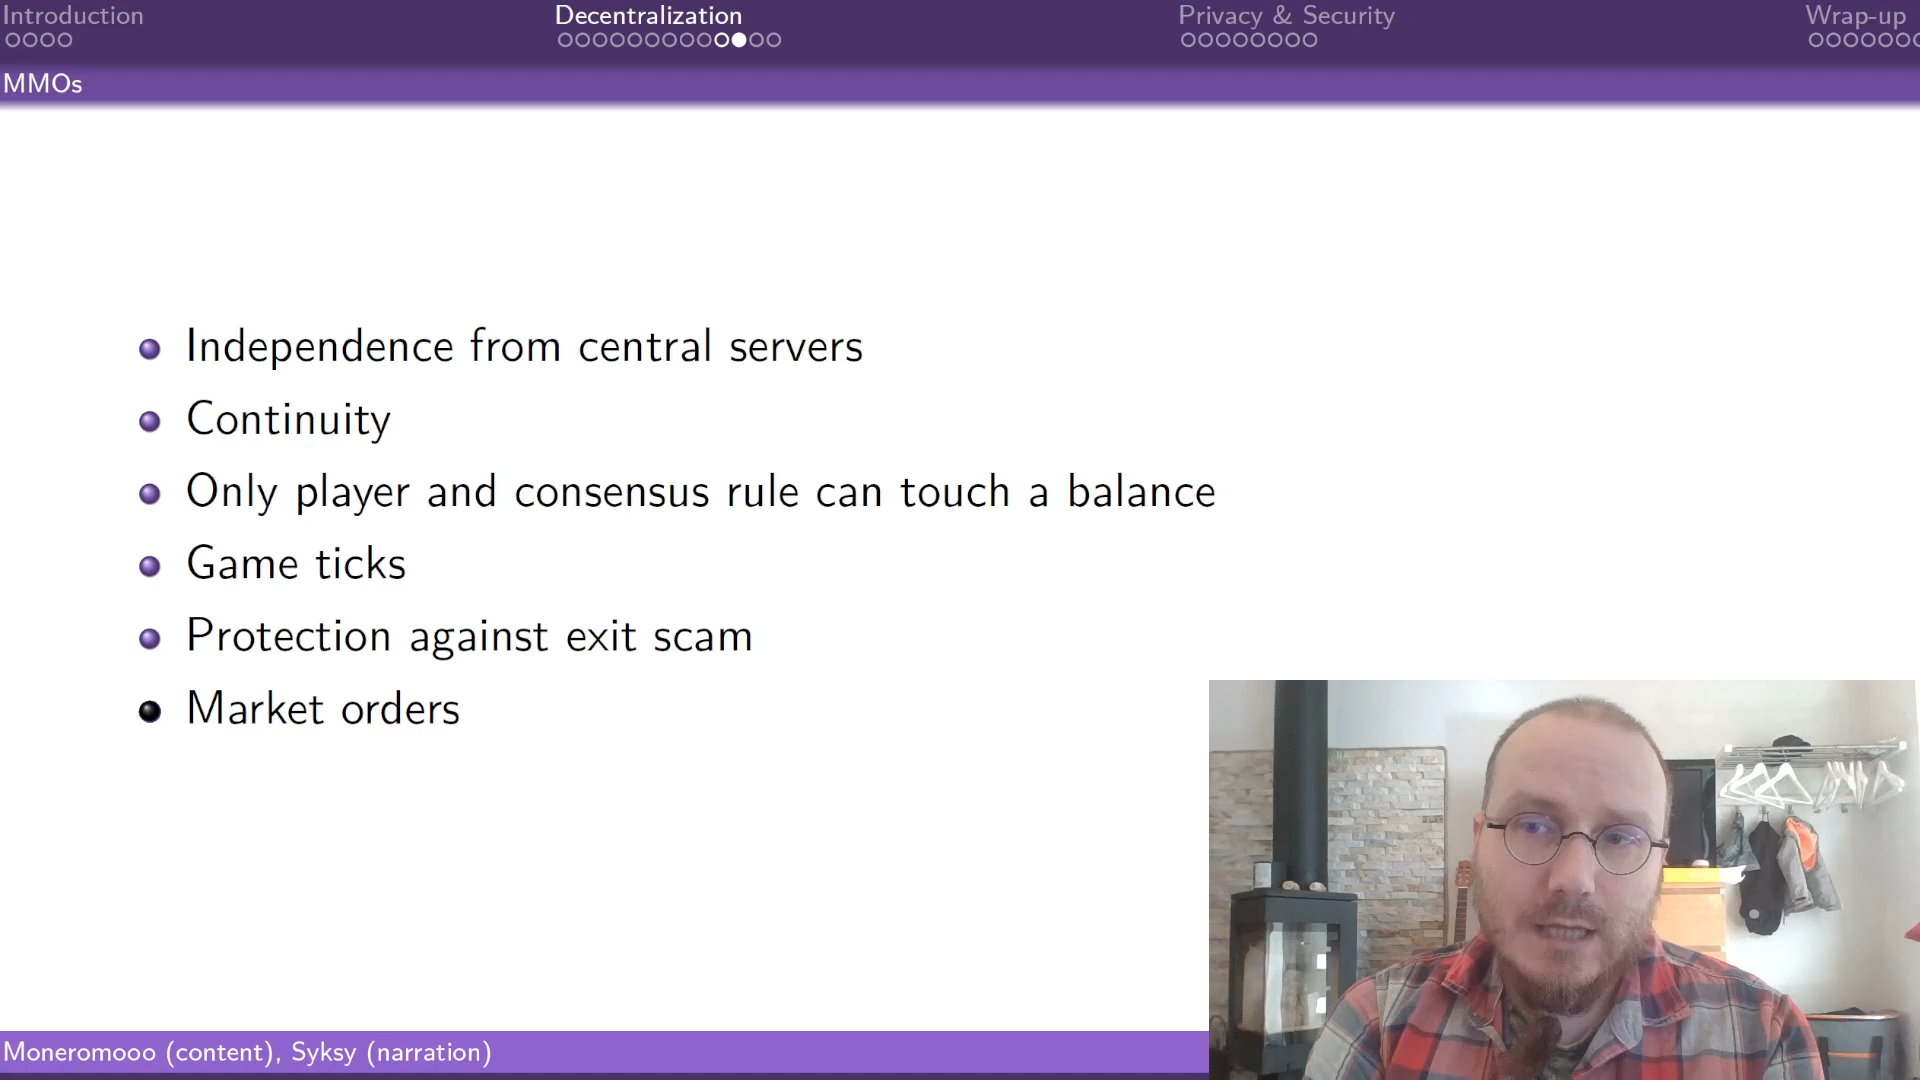 Introduction
Decentralization
Privacy & Security
Wrap-up
MMOs
Independence from central servers
Continuity
Only player and consensus rule can touch a balance
Game ticks
Protection against exit scam
Market orders
Moneromooo (content), Syksy (narration)